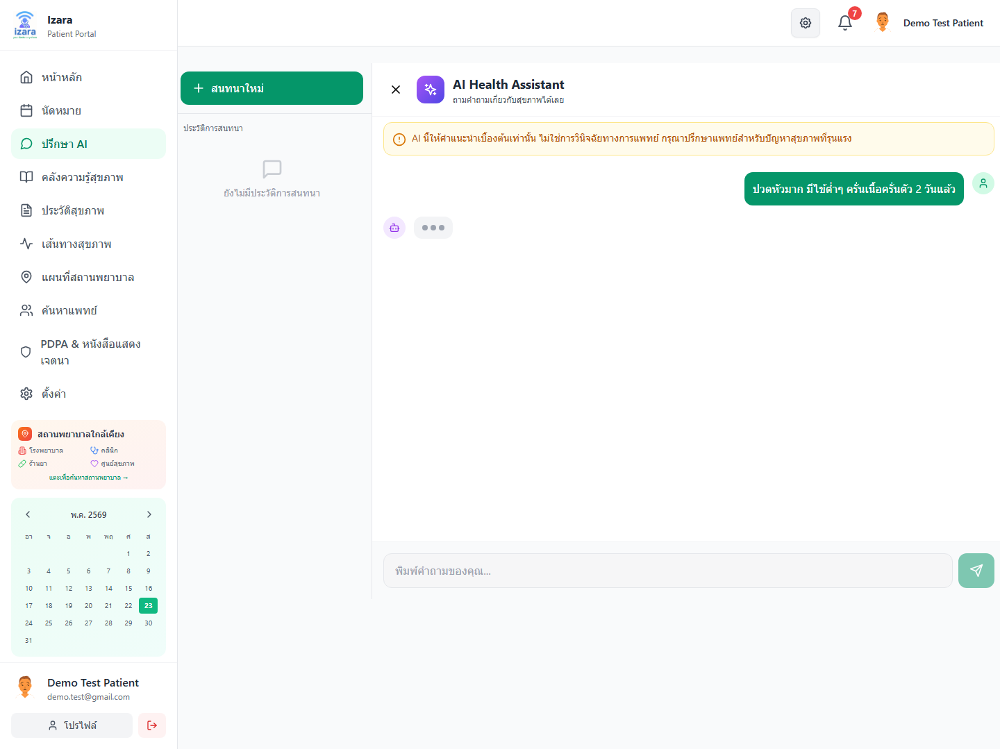 izara
Izara
Patient Portal
หน้าหลัก
นัดหมาย
ปรึกษา AI
คลังความรู้สุขภาพ
ประวัติสุขภาพ
เส้นทางสุขภาพ
แผนที่สถานพยาบาล
ค้นหาแพทย์
PDPA & หนังสือแสดง
เจตนา
ตั้งค่า
สถานพยาบาลใกล้เคียง
โรงพยาบาล คลินิก
ร้านยา ศูนย์สุขภาพ
แตะเพื่อค้นหาสถานพยาบาล →
พ.ค. 2569
อา จ อ พ พฤ ศ ส
1 2
3 4 5 6 7 8 9
10 11 12 13 14 15 16
17 18 19 20 21 22 23
24 25 26 27 28 29 30
31
Demo Test Patient
demo.test@gmail.com
โปรไฟล์
7
Demo Test Patient
สนทนาใหม่
ประวัติการสนทนา
ยังไม่มีประวัติการสนทนา
AI Health Assistant
ถามคำถามเกี่ยวกับสุขภาพได้เลย
AI นี้ให้คำแนะนำเบื้องต้นเท่านั้น ไม่ใช่การวินิจฉัยทางการแพทย์ กรุณาปรึกษาแพทย์สำหรับปัญหาสุขภาพที่รุนแรง
ปวดหัวมาก มีไข้ต่ำๆ ครั่นเนื้อครั่นตัว 2 วันแล้ว
พิมพ์คำถามของคุณ...